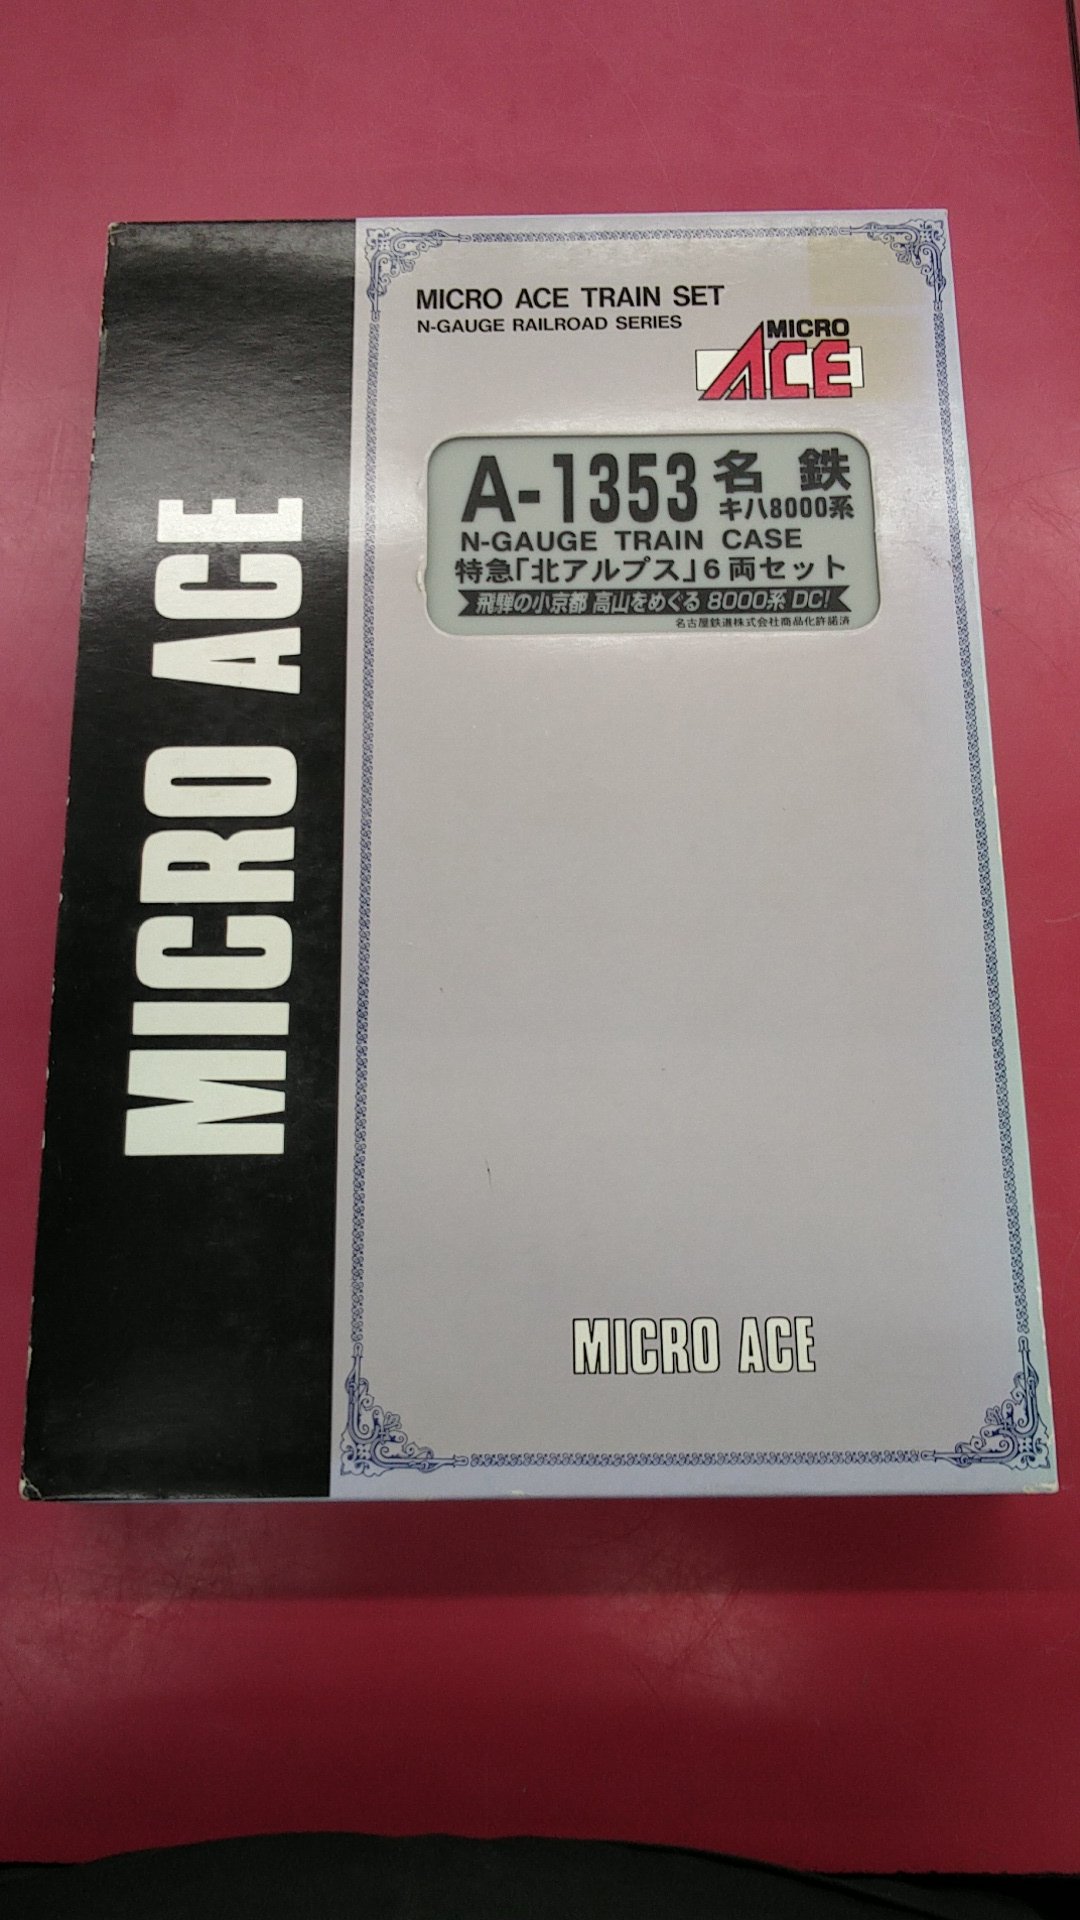 MICRO ACE
MICRO ACE TRAIN SET
N-GAUGE RAILROAD SERIES
MICRO
ACE
A-1353 名鉄
キハ8000系
N-GAUGE TRAIN CASE
特急「北アルプス」6両セット
飛騨の小京都 高山をめぐる 8000系 DC!
名古屋鉄道株式会社商品化許諾済
MICRO ACE